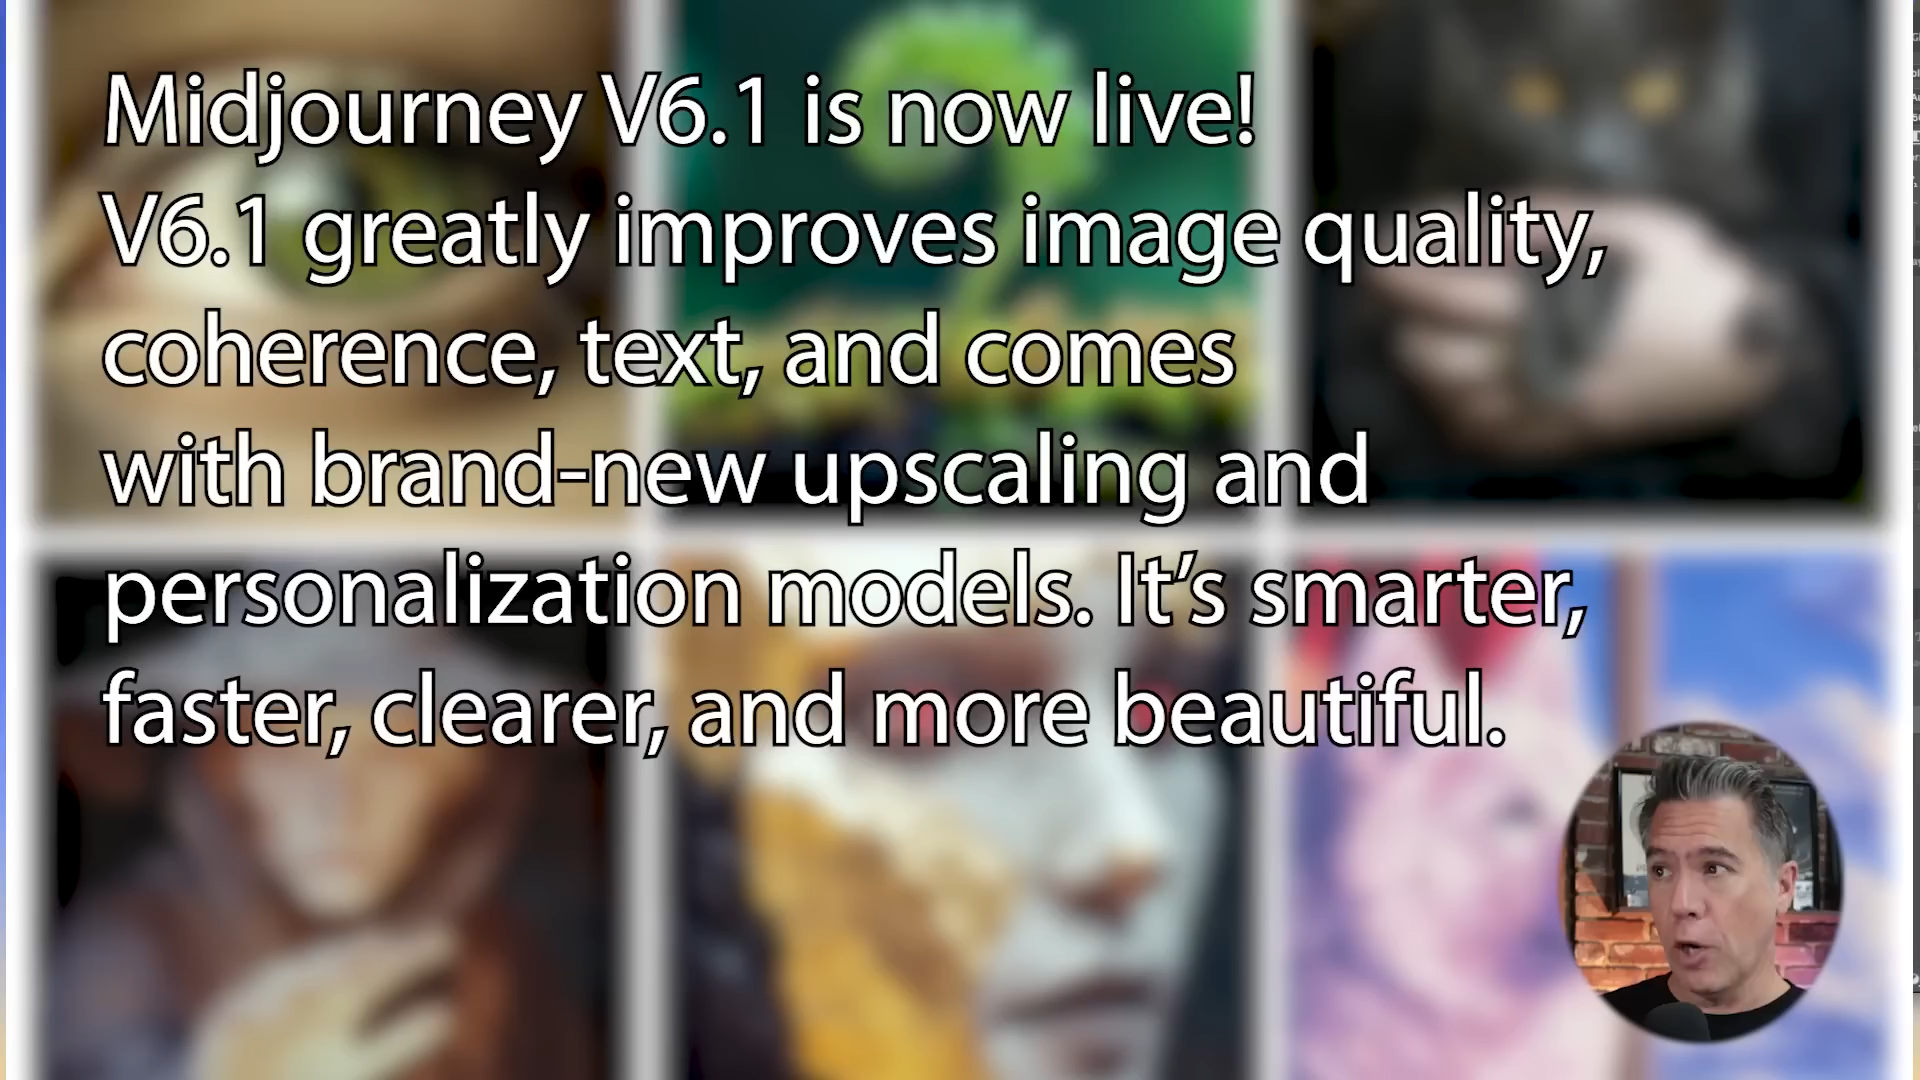 Midjourney V6.1 is now live!
V6.1 greatly improves image quality,
coherence, text, and comes
with brand-new upscaling and
personalization models. It’s smarter,
faster, clearer, and more beautiful.